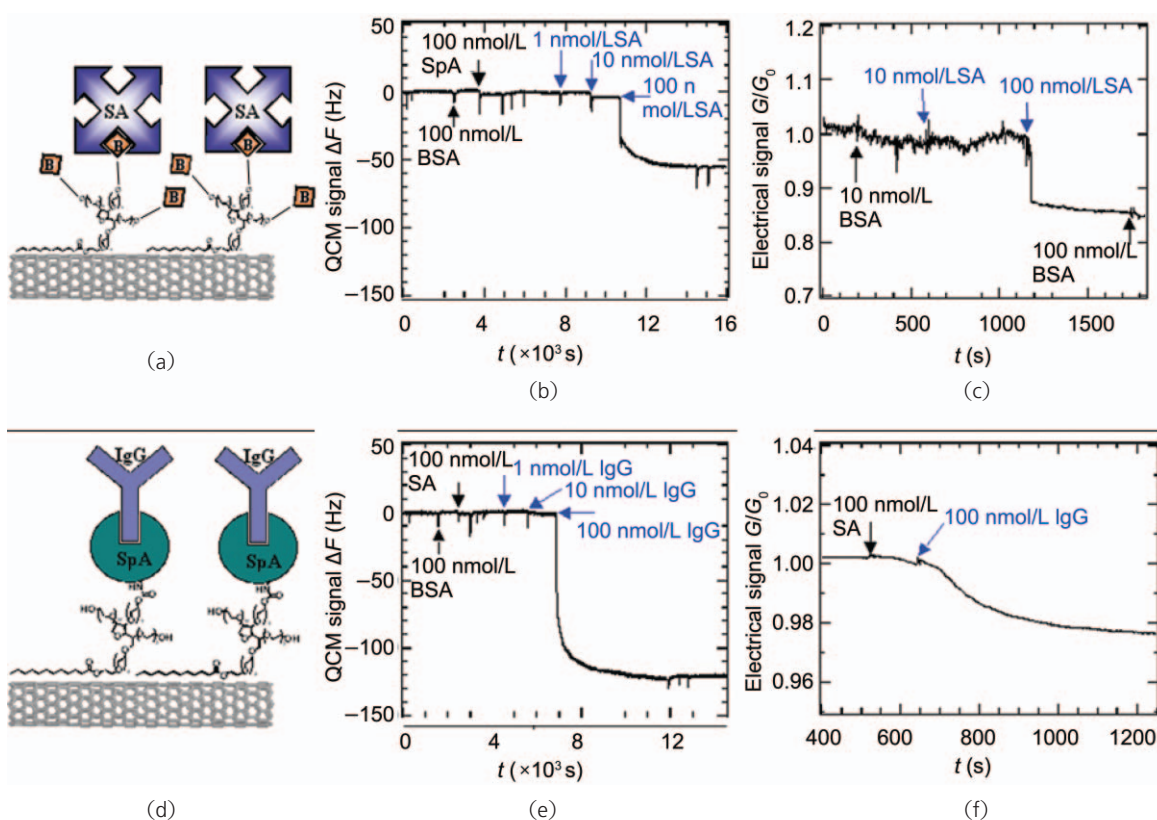 SA
SA
B
B
B
B
B
B
(a)
50
0
−50
−100
−150
QCM signal ΔF (Hz)
100 nmol/L
SpA
100 nmol/L
BSA
1 nmol/LSA
10 nmol/LSA
100 n
mol/LSA
0
4
8
12
16
t (×10³ s)
(b)
1.2
1.1
1.0
0.9
0.8
0.7
Electrical signal G/G₀
10 nmol/LSA
100 nmol/LSA
10 nmol/L
BSA
100 nmol/L
BSA
0
500
1000
1500
t (s)
(c)
IgG
IgG
SpA
SpA
HN
HN
HO
OH
HO
OH
(d)
50
0
−50
−100
−150
QCM signal ΔF (Hz)
100 nmol/L
SA
100 nmol/L
BSA
1 nmol/L IgG
10 nmol/L IgG
100 nmol/L IgG
0
4
8
12
t (×10³ s)
(e)
1.04
1.02
1.00
0.98
0.96
Electrical signal G/G₀
100 nmol/L
SA
100 nmol/L IgG
400
600
800
1000
1200
t (s)
(f)